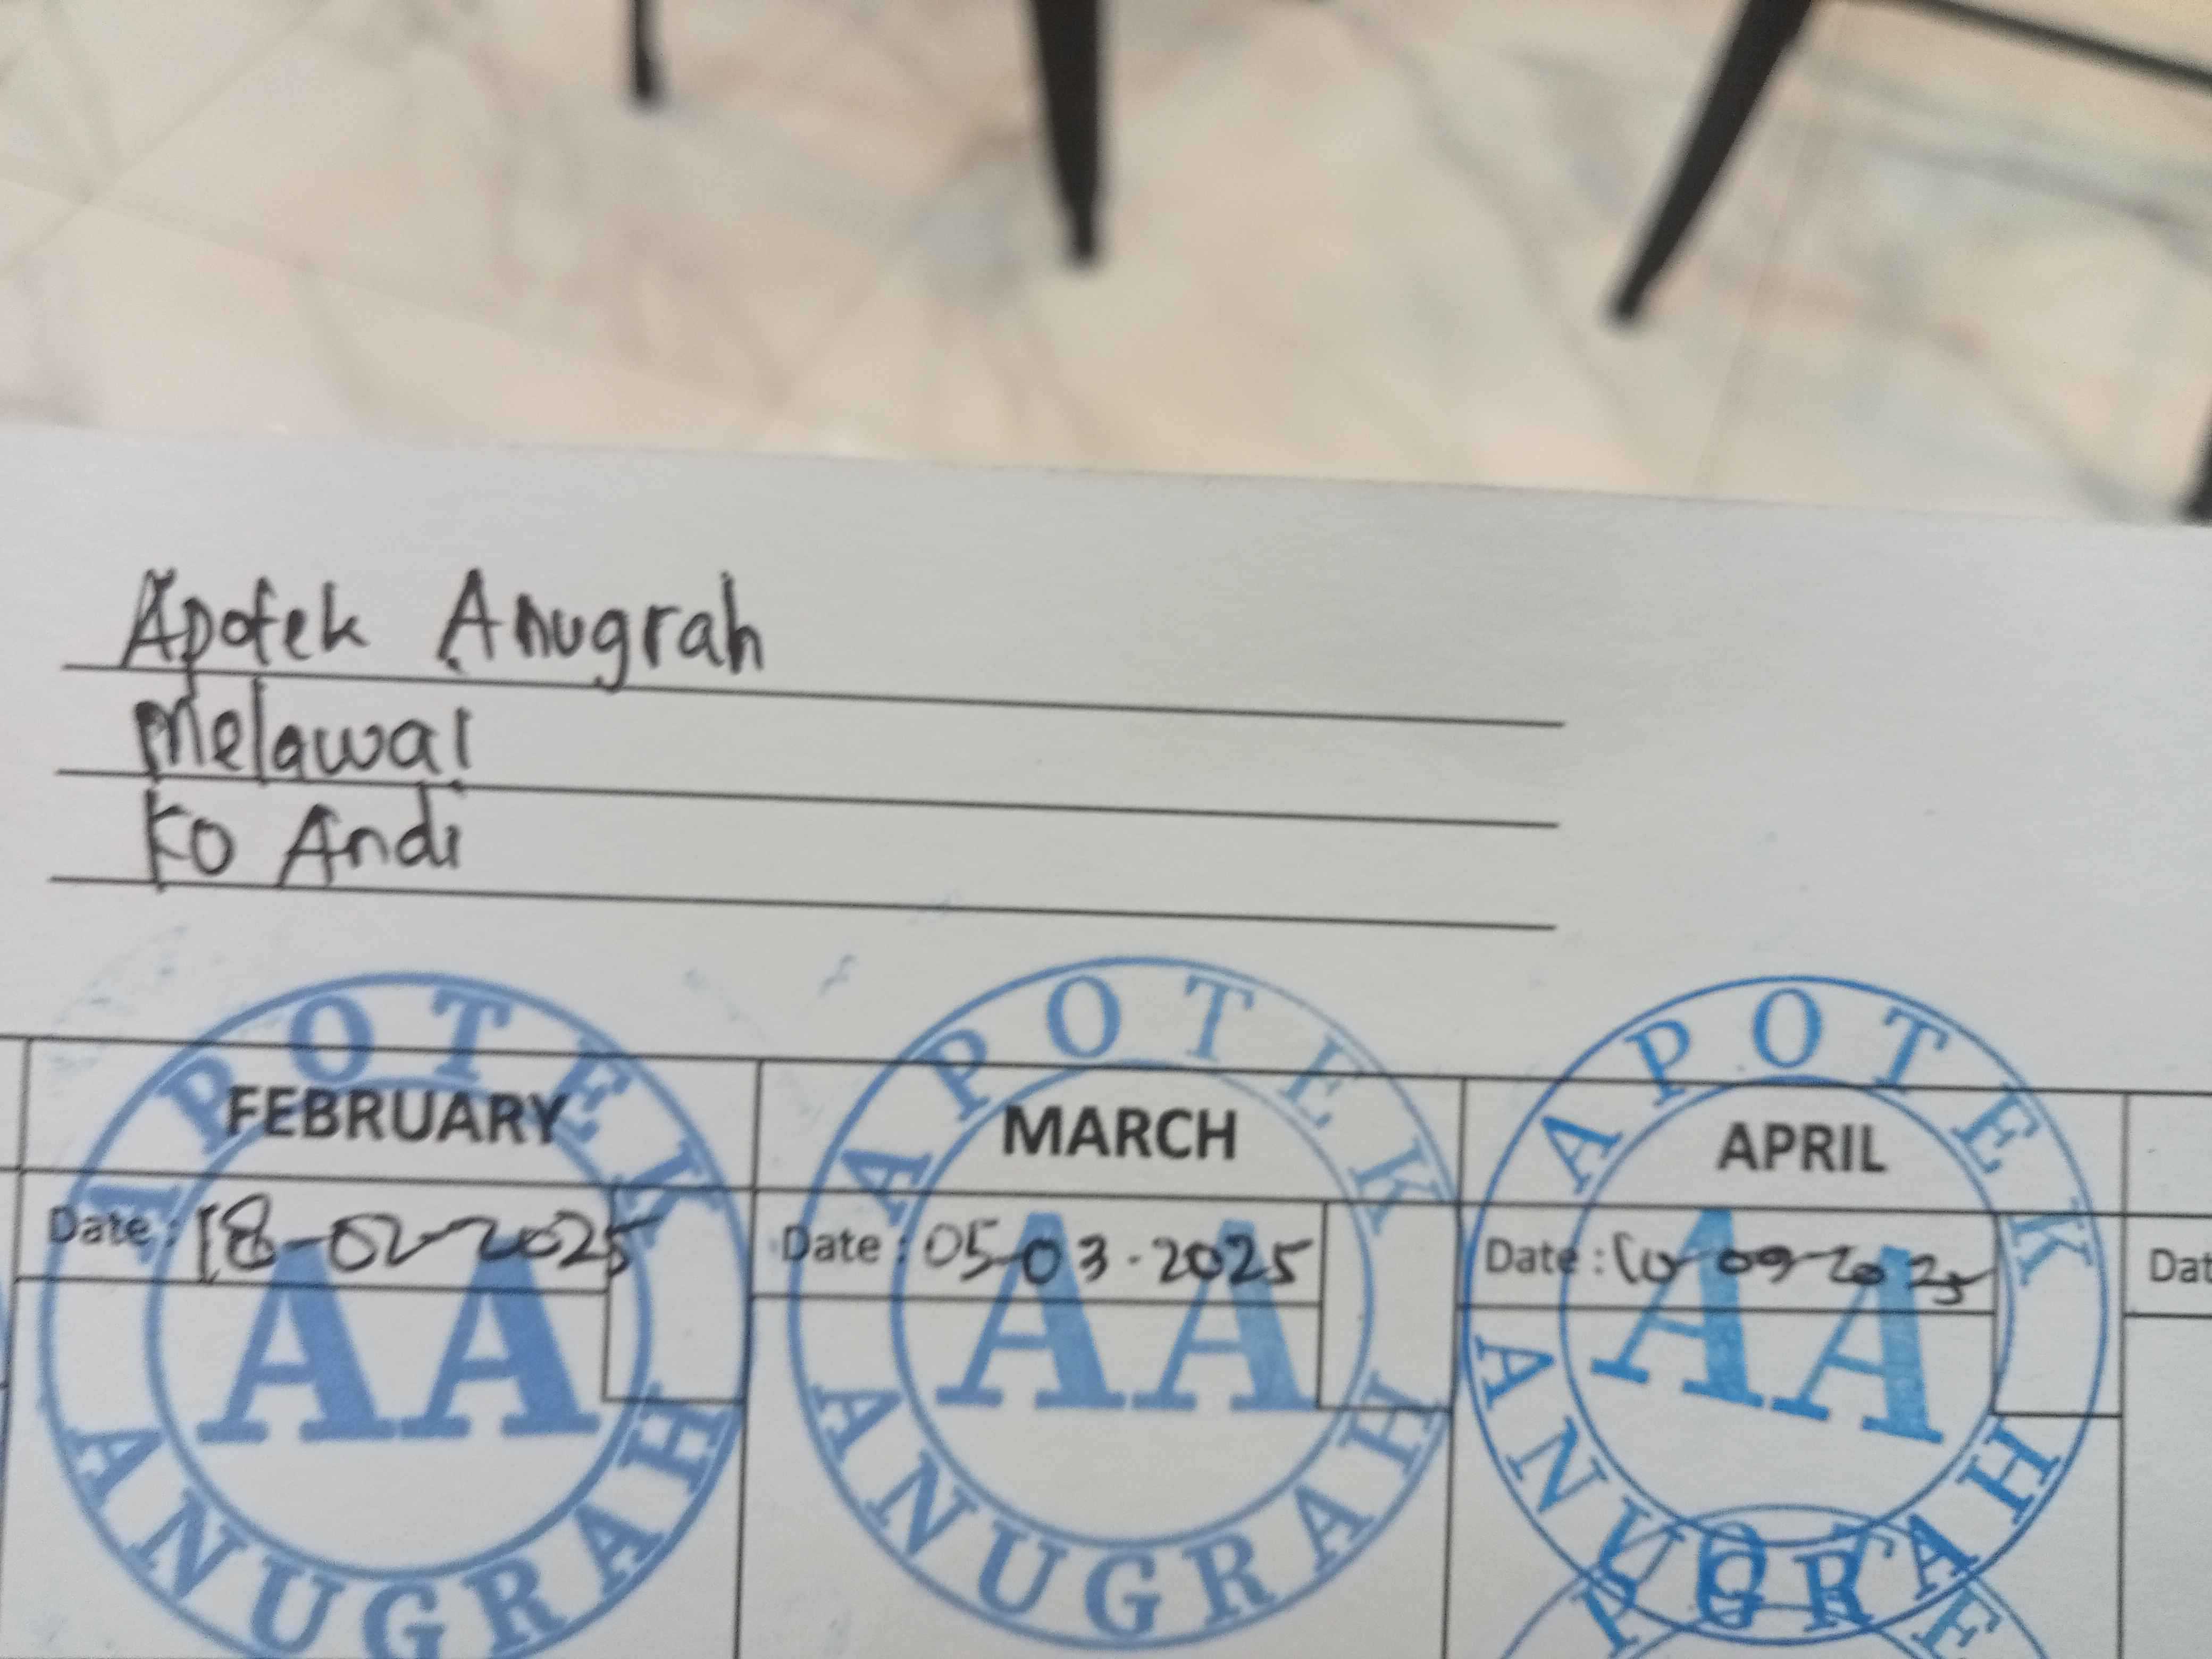 Apotek Anugrah
Melawai
Ko Andi
FEBRUARY MARCH APRIL
Date : 18-02-2025 Date : 05-03-2025 Date :
APOTEK ANUGRAH AA
APOTEK ANUGRAH AA
APOTEK ANUGRAH AA